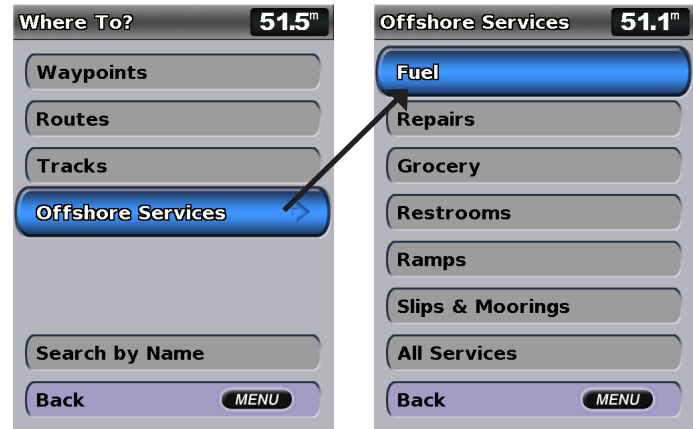 Where To?
51.5m
Waypoints
Routes
Tracks
Offshore Services
Search by Name
Back
MENU
Offshore Services
51.1m
Fuel
Repairs
Grocery
Restrooms
Ramps
Slips & Moorings
All Services
Back
MENU